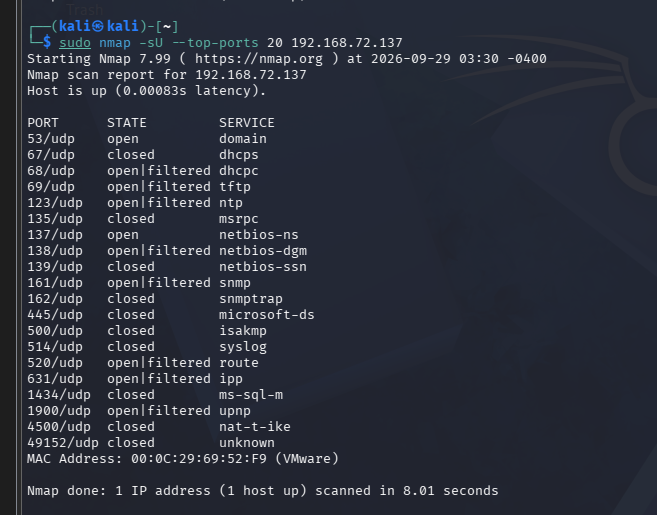 Trash
┌──(kali㉿kali)-[~]
└─$ sudo nmap -sU --top-ports 20 192.168.72.137
Starting Nmap 7.99 ( https://nmap.org ) at 2026-09-29 03:30 -0400
Nmap scan report for 192.168.72.137
Host is up (0.00083s latency).

PORT      STATE         SERVICE
53/udp    open          domain
67/udp    closed        dhcps
68/udp    open|filtered dhcpc
69/udp    open|filtered tftp
123/udp   open|filtered ntp
135/udp   closed        msrpc
137/udp   open          netbios-ns
138/udp   open|filtered netbios-dgm
139/udp   closed        netbios-ssn
161/udp   open|filtered snmp
162/udp   closed        snmptrap
445/udp   closed        microsoft-ds
500/udp   closed        isakmp
514/udp   closed        syslog
520/udp   open|filtered route
631/udp   open|filtered ipp
1434/udp  closed        ms-sql-m
1900/udp  open|filtered upnp
4500/udp  closed        nat-t-ike
49152/udp closed        unknown
MAC Address: 00:0C:29:69:52:F9 (VMware)

Nmap done: 1 IP address (1 host up) scanned in 8.01 seconds